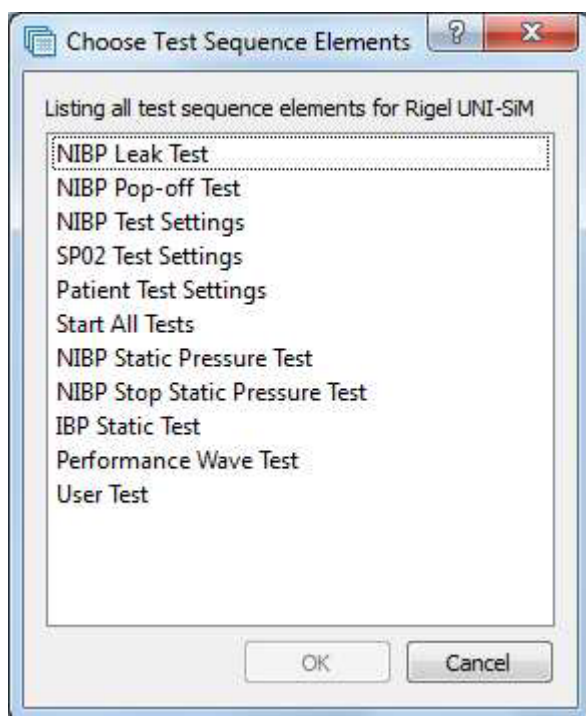 Choose Test Sequence Elements
?
Listing all test sequence elements for Rigel UNI-SiM
NIBP Leak Test
NIBP Pop-off Test
NIBP Test Settings
SP02 Test Settings
Patient Test Settings
Start All Tests
NIBP Static Pressure Test
NIBP Stop Static Pressure Test
IBP Static Test
Performance Wave Test
User Test
OK
Cancel